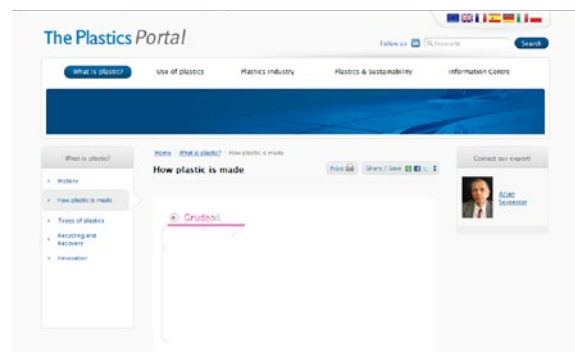 The Plastics Portal
Follow us
Keywords
Search
What is plastic?
Use of plastics
Plastics Industry
Plastics & Sustainability
Information Centre
What is plastic?
History
How plastic is made
Types of plastics
Recycling and
Recovery
Innovation
Home What is plastic? How plastic is made
How plastic is made
Print
Share / Save
Crudeoil
Contact our expert!